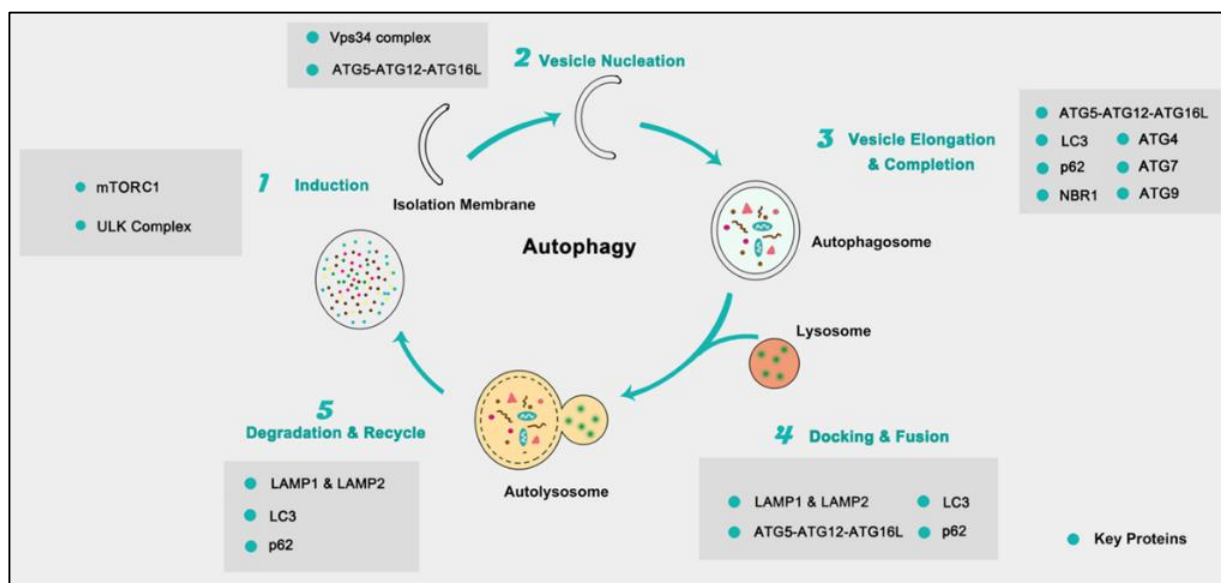 Vps34 complex
ATG5-ATG12-ATG16L
2 Vesicle Nucleation
3 Vesicle Elongation
& Completion
ATG5-ATG12-ATG16L
LC3
ATG4
p62
ATG7
NBR1
ATG9
1 Induction
mTORC1
ULK Complex
Isolation Membrane
Autophagy
Autophagosome
Lysosome
5
Degradation & Recycle
LAMP1 & LAMP2
LC3
p62
Autolysosome
4 Docking & Fusion
LAMP1 & LAMP2
LC3
ATG5-ATG12-ATG16L
p62
Key Proteins